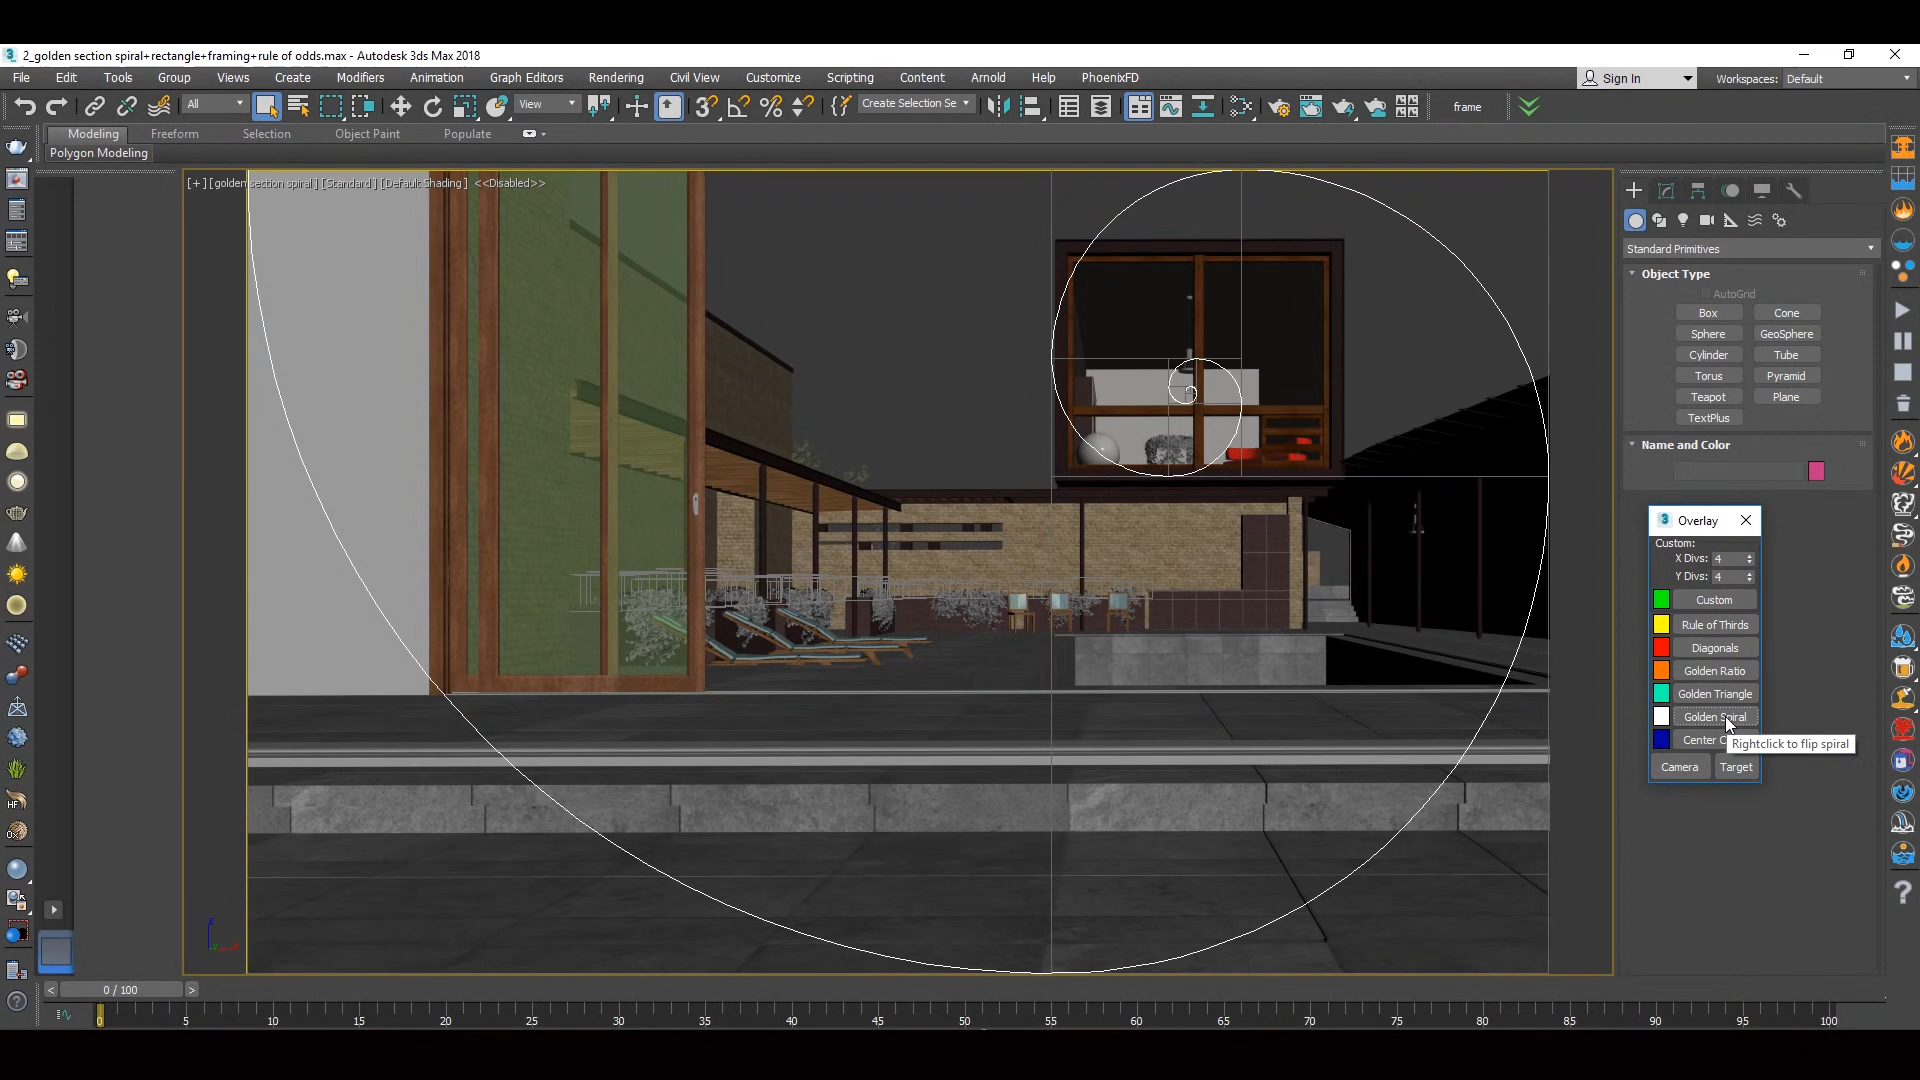 3 2_golden section spiral+rectangle+framing+rule of odds.max - Autodesk 3ds Max 2018
File Edit Tools Group Views Create Modifiers Animation Graph Editors Rendering Civil View Customize Scripting Content Arnold Help PhoenixFD
Sign In Workspaces: Default
All View Create Selection Se frame
Modeling Freeform Selection Object Paint Populate
Polygon Modeling
[+] [golden section spiral ] [Standard ] [Default Shading ] <<Disabled>>
Standard Primitives
Object Type
AutoGrid
Box Cone
Sphere GeoSphere
Cylinder Tube
Torus Pyramid
Teapot Plane
TextPlus
Name and Color
3 Overlay
Custom:
X Divs: 4
Y Divs: 4
Custom
Rule of Thirds
Diagonals
Golden Ratio
Golden Triangle
Golden Spiral
Center
Rightclick to flip spiral
Camera Target
HF
z
y x
< 0 / 100 >
0 5 10 15 20 25 30 35 40 45 50 55 60 65 70 75 80 85 90 95 100